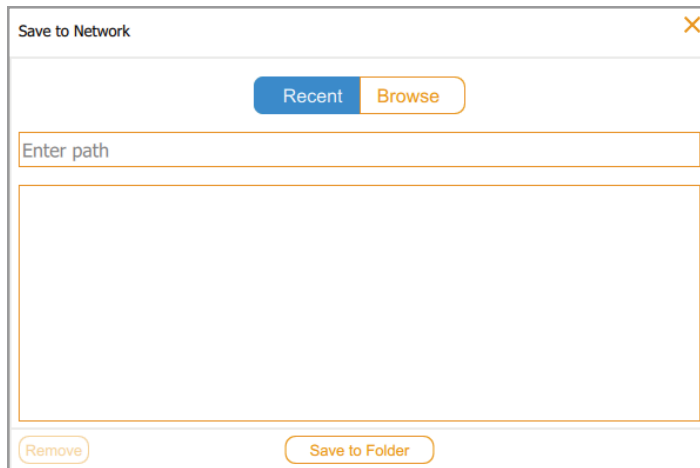 Save to Network
Recent Browse
Enter path
Remove Save to Folder